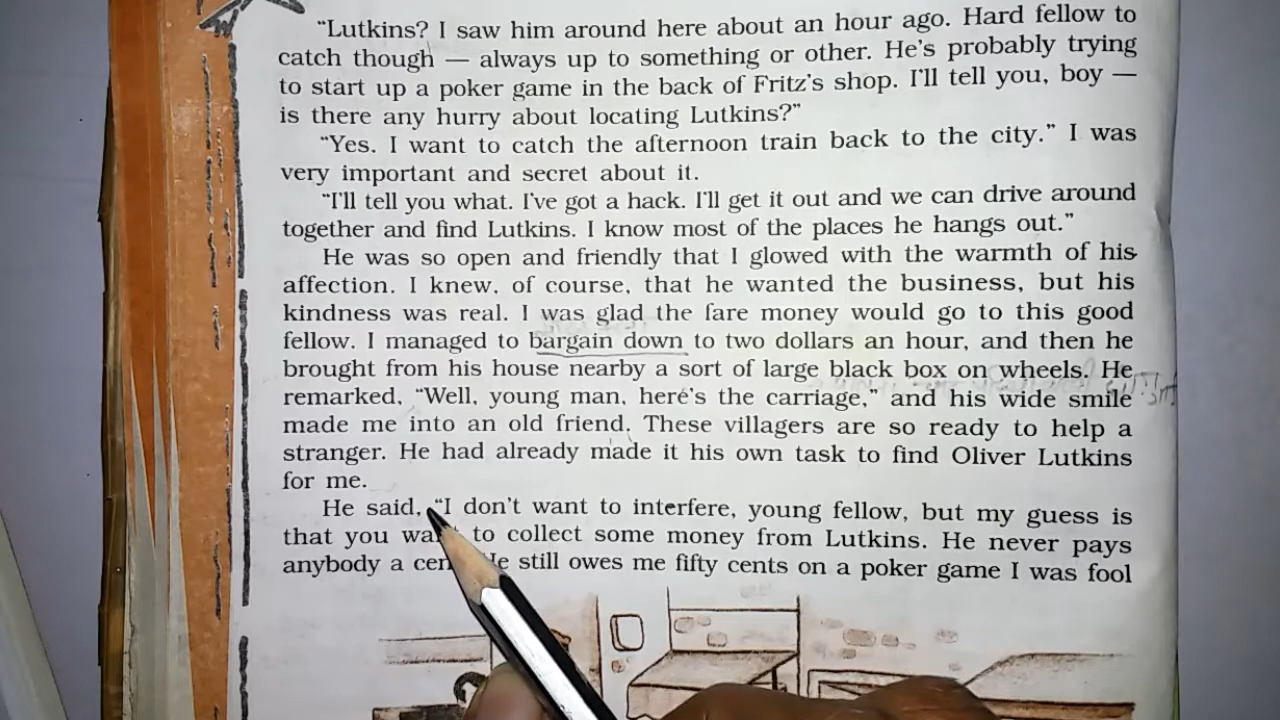 “Lutkins? I saw him around here about an hour ago. Hard fellow to
catch though — always up to something or other. He's probably trying
to start up a poker game in the back of Fritz's shop. I'll tell you, boy —
is there any hurry about locating Lutkins?”
“Yes. I want to catch the afternoon train back to the city.” I was
very important and secret about it.
“I'll tell you what. I've got a hack. I'll get it out and we can drive around
together and find Lutkins. I know most of the places he hangs out.”
He was so open and friendly that I glowed with the warmth of his
affection. I knew, of course, that he wanted the business, but his
kindness was real. I was glad the fare money would go to this good
fellow. I managed to bargain down to two dollars an hour, and then he
brought from his house nearby a sort of large black box on wheels. He
remarked, “Well, young man, here's the carriage,” and his wide smile
made me into an old friend. These villagers are so ready to help a
stranger. He had already made it his own task to find Oliver Lutkins
for me.
He said, “I don't want to interfere, young fellow, but my guess is
that you to collect some money from Lutkins. He never pays
anybody a still owes me fifty cents on a poker game I was fool